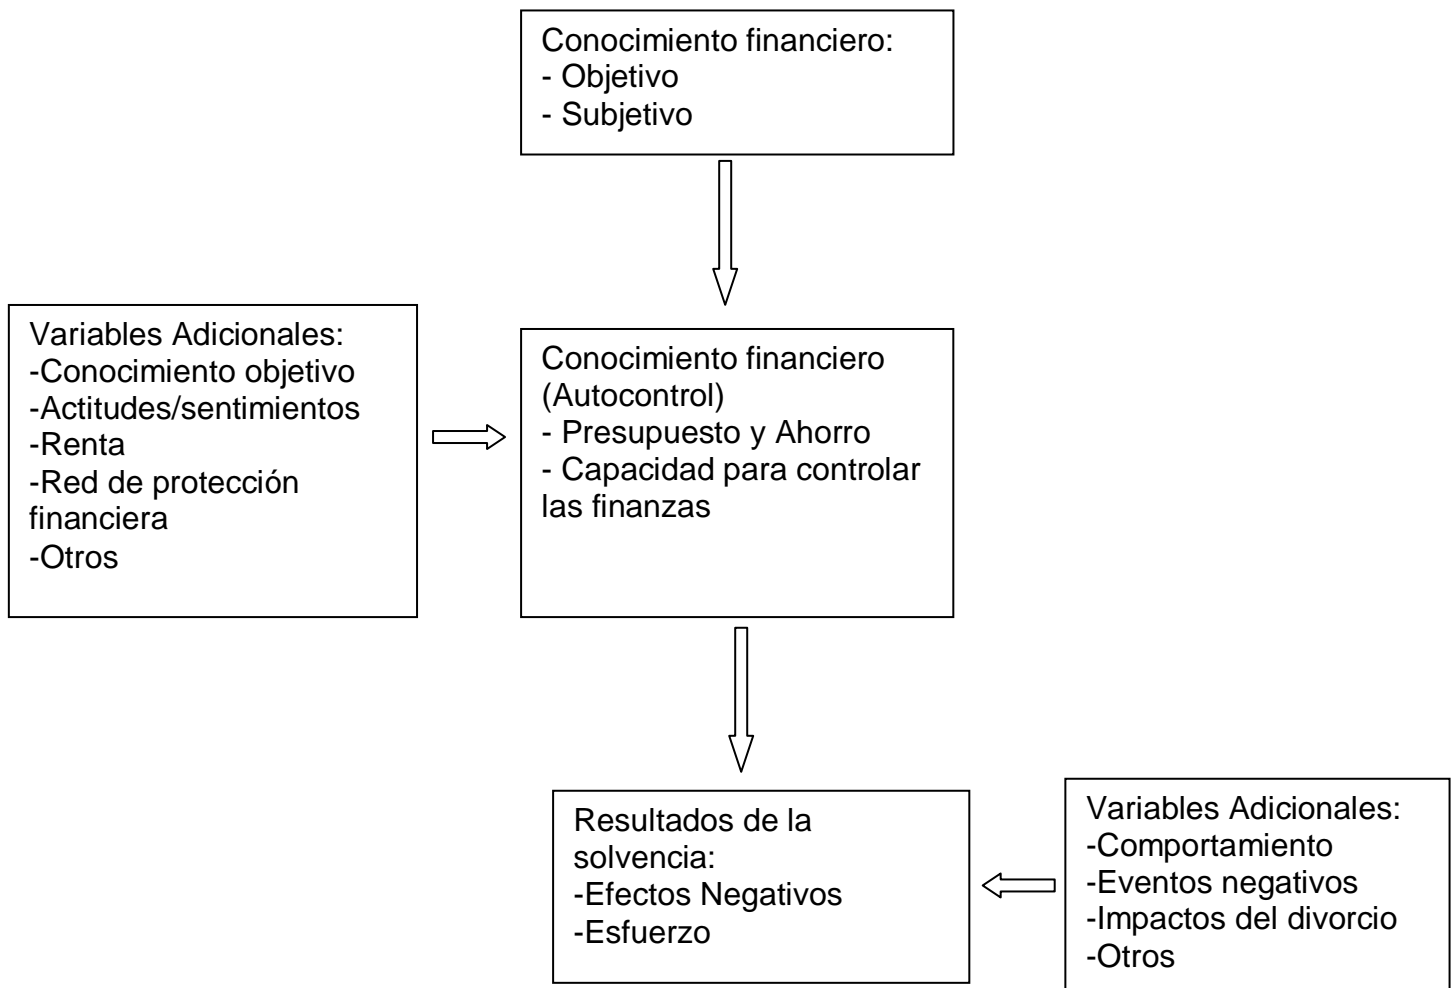 Conocimiento financiero:
- Objetivo
- Subjetivo
Variables Adicionales:
-Conocimiento objetivo
-Actitudes/sentimientos
-Renta
-Red de protección
financiera
-Otros
Conocimiento financiero
(Autocontrol)
- Presupuesto y Ahorro
- Capacidad para controlar
las finanzas
Resultados de la
solvencia:
-Efectos Negativos
-Esfuerzo
Variables Adicionales:
-Comportamiento
-Eventos negativos
-Impactos del divorcio
-Otros